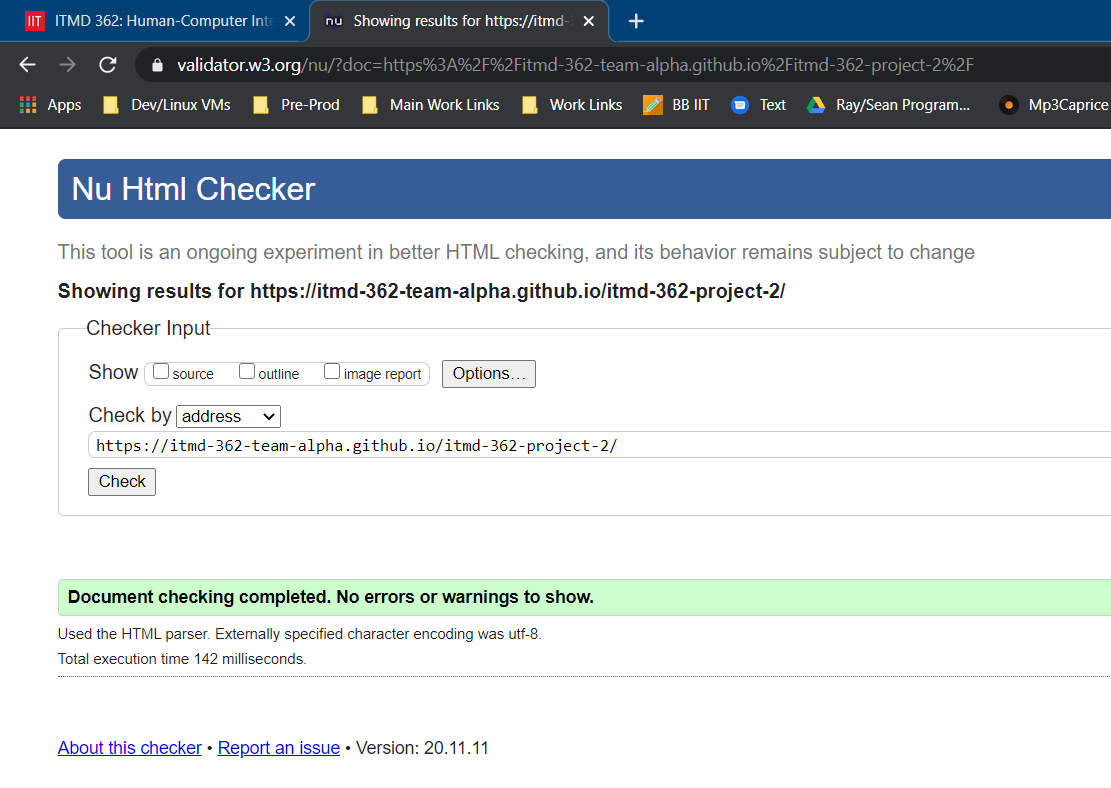 IIT ITMD 362: Human-Computer Inte nu Showing results for https://itmd-
validator.w3.org/nu/?doc=https%3A%2F%2Fitmd-362-team-alpha.github.io%2Fitmd-362-project-2%2F
Apps Dev/Linux VMs Pre-Prod Main Work Links Work Links BB IIT Text Ray/Sean Program... Mp3Caprice
Nu Html Checker
This tool is an ongoing experiment in better HTML checking, and its behavior remains subject to change
Showing results for https://itmd-362-team-alpha.github.io/itmd-362-project-2/
Checker Input
Show source outline image report Options...
Check by address
https://itmd-362-team-alpha.github.io/itmd-362-project-2/
Check
Document checking completed. No errors or warnings to show.
Used the HTML parser. Externally specified character encoding was utf-8.
Total execution time 142 milliseconds.
About this checker • Report an issue • Version: 20.11.11